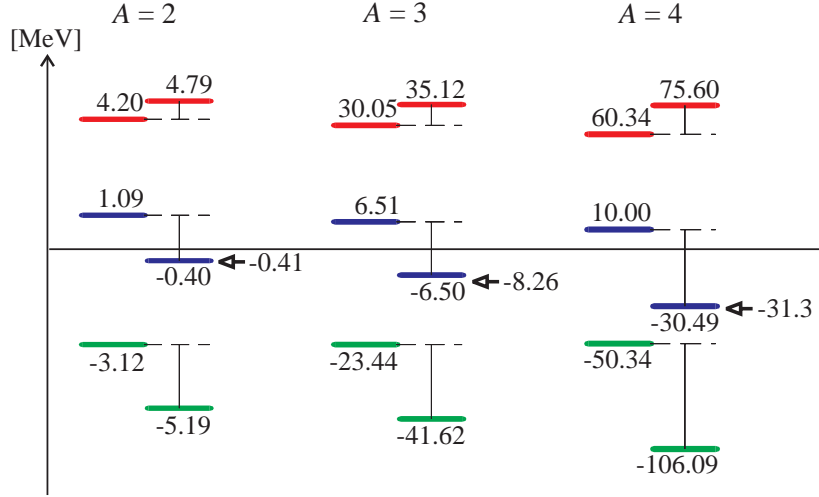 A = 2 A = 3 A = 4
[MeV]
4.79 35.12 75.60
4.20 30.05 60.34
1.09 6.51 10.00
-0.40 -0.41 -6.50 -8.26 -30.49 -31.3
-3.12 -23.44 -50.34
-5.19 -41.62 -106.09